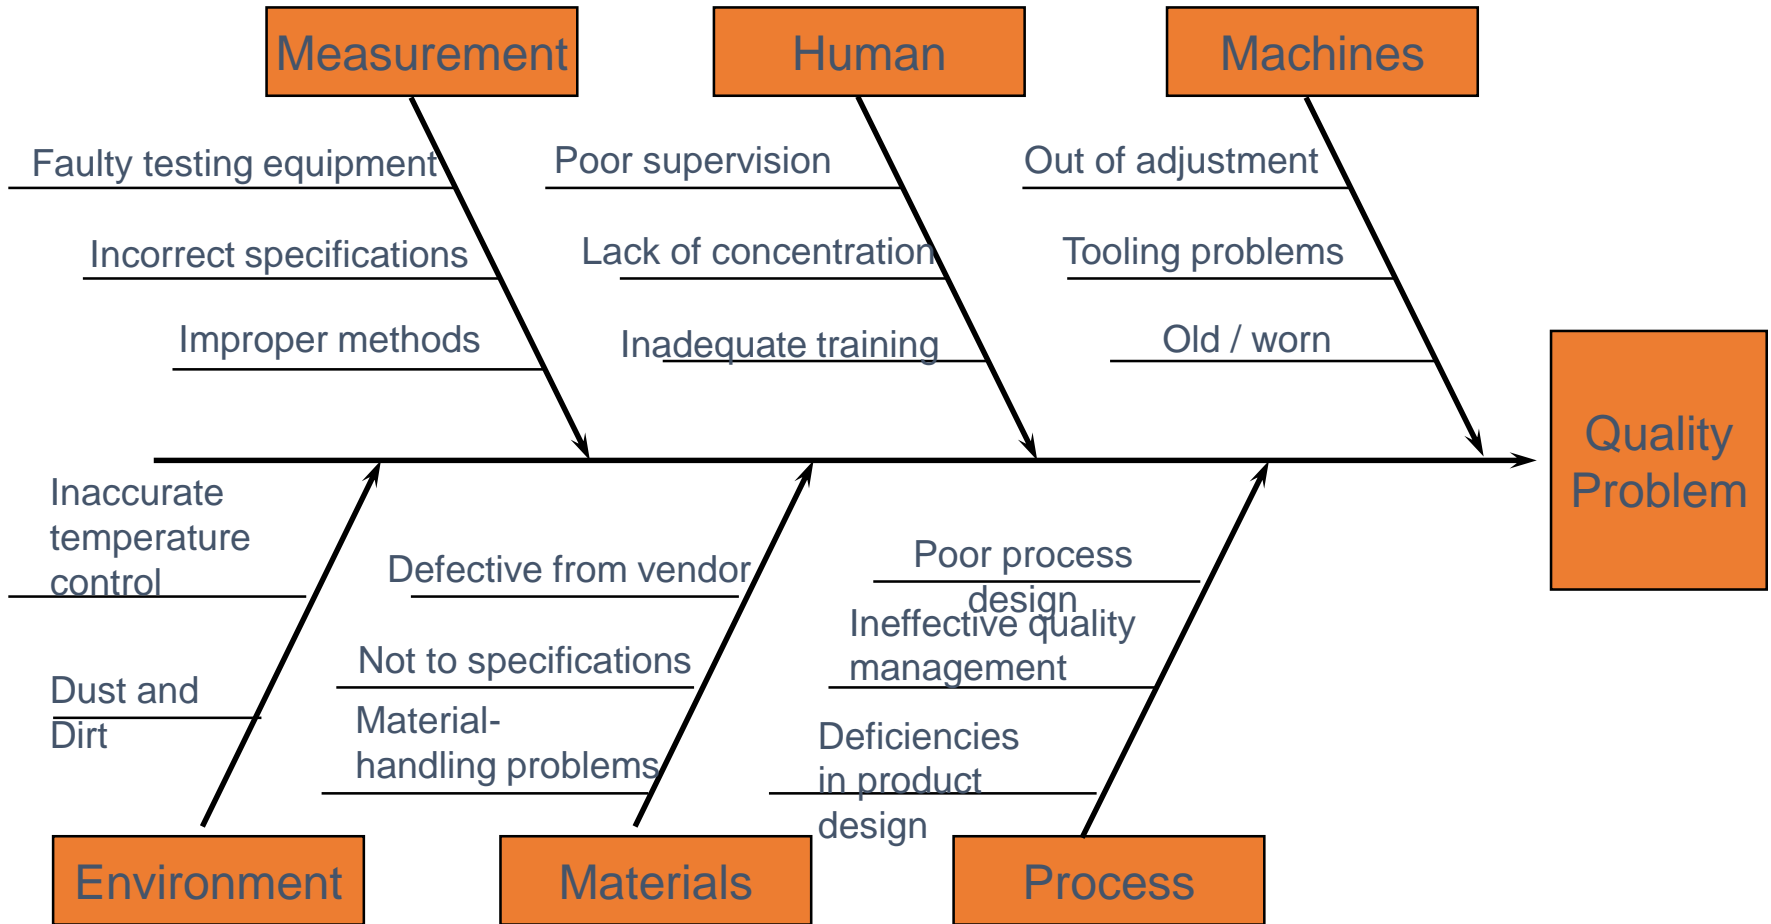 Measurement
Human
Machines
Faulty testing equipment
Poor supervision
Out of adjustment
Incorrect specifications
Lack of concentration
Tooling problems
Improper methods
Inadequate training
Old / worn
Quality
Problem
Inaccurate
temperature
control
Defective from vendor
Poor process
design
Ineffective quality
management
Not to specifications
Dust and
Dirt
Material-
handling problems
Deficiencies
in product
design
Environment
Materials
Process